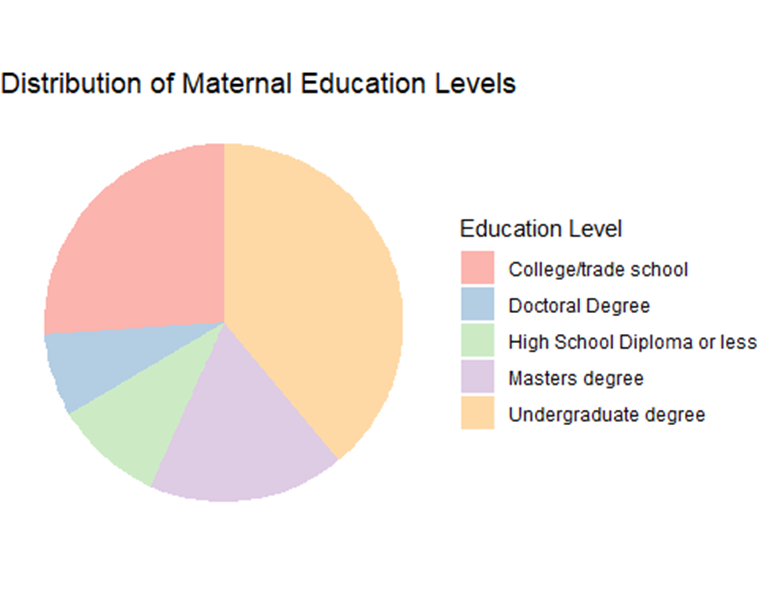 Distribution of Maternal Education Levels
Education Level
College/trade school
Doctoral Degree
High School Diploma or less
Masters degree
Undergraduate degree